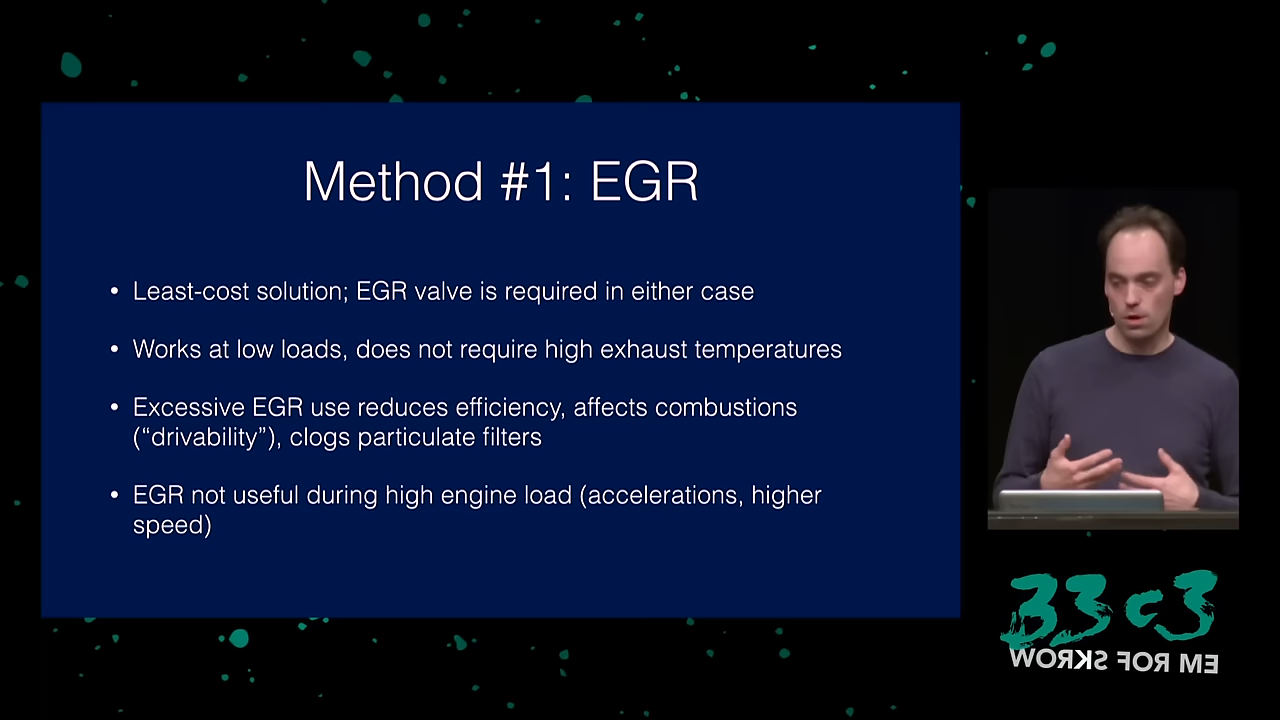 Method #1: EGR
• Least-cost solution; EGR valve is required in either case
• Works at low loads, does not require high exhaust temperatures
• Excessive EGR use reduces efficiency, affects combustions
("drivability"), clogs particulate filters
• EGR not useful during high engine load (accelerations, higher
speed)
33c3
WORKS FOR ME